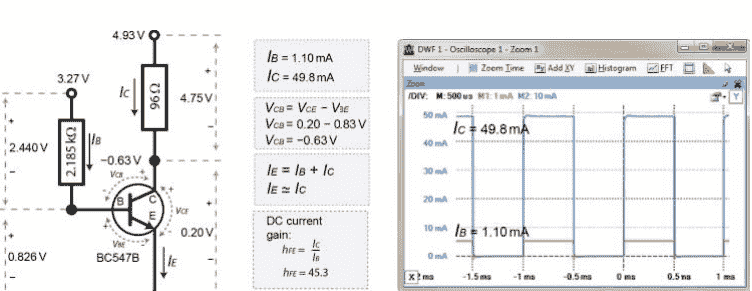 4.93 V
3.27 V
IC
96 Ω
4.75 V
+
−
2.440 V
2.185 kΩ
IB
−0.63 V
VCB
B
C
E
VCE
0.20 V
VBE
0.826 V
BC547B
IE
IB = 1.10 mA
IC = 49.8 mA
VCB = VCE − VBE
VCB = 0.20 − 0.83 V
VCB = −0.63 V
IE = IB + IC
IE ≃ IC
DC current
gain:
hFE = IC / IB
hFE = 45.3
DWF 1 - Oscilloscope 1 - Zoom 1
Window Zoom Time Add XY Histogram FFT
Zoom
/DIV: M: 500 us M1: 1 mA M2: 10 mA Y
50 mA
IC = 49.8 mA
40 mA
30 mA
20 mA
IB = 1.10 mA
10 mA
0 mA
X ms -1.5 ms -1 ms -0.5 ms 0 ms 0.5 ms 1 ms